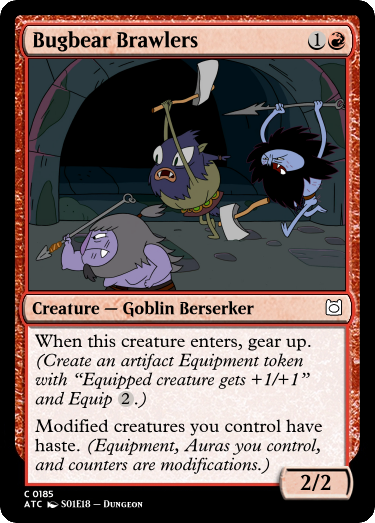 Bugbear Brawlers 1
Creature — Goblin Berserker
When this creature enters, gear up.
(Create an artifact Equipment token
with “Equipped creature gets +1/+1”
and Equip 2.)
Modified creatures you control have
haste. (Equipment, Auras you control,
and counters are modifications.)
2/2
C 0185
ATC S01E18 — Dungeon